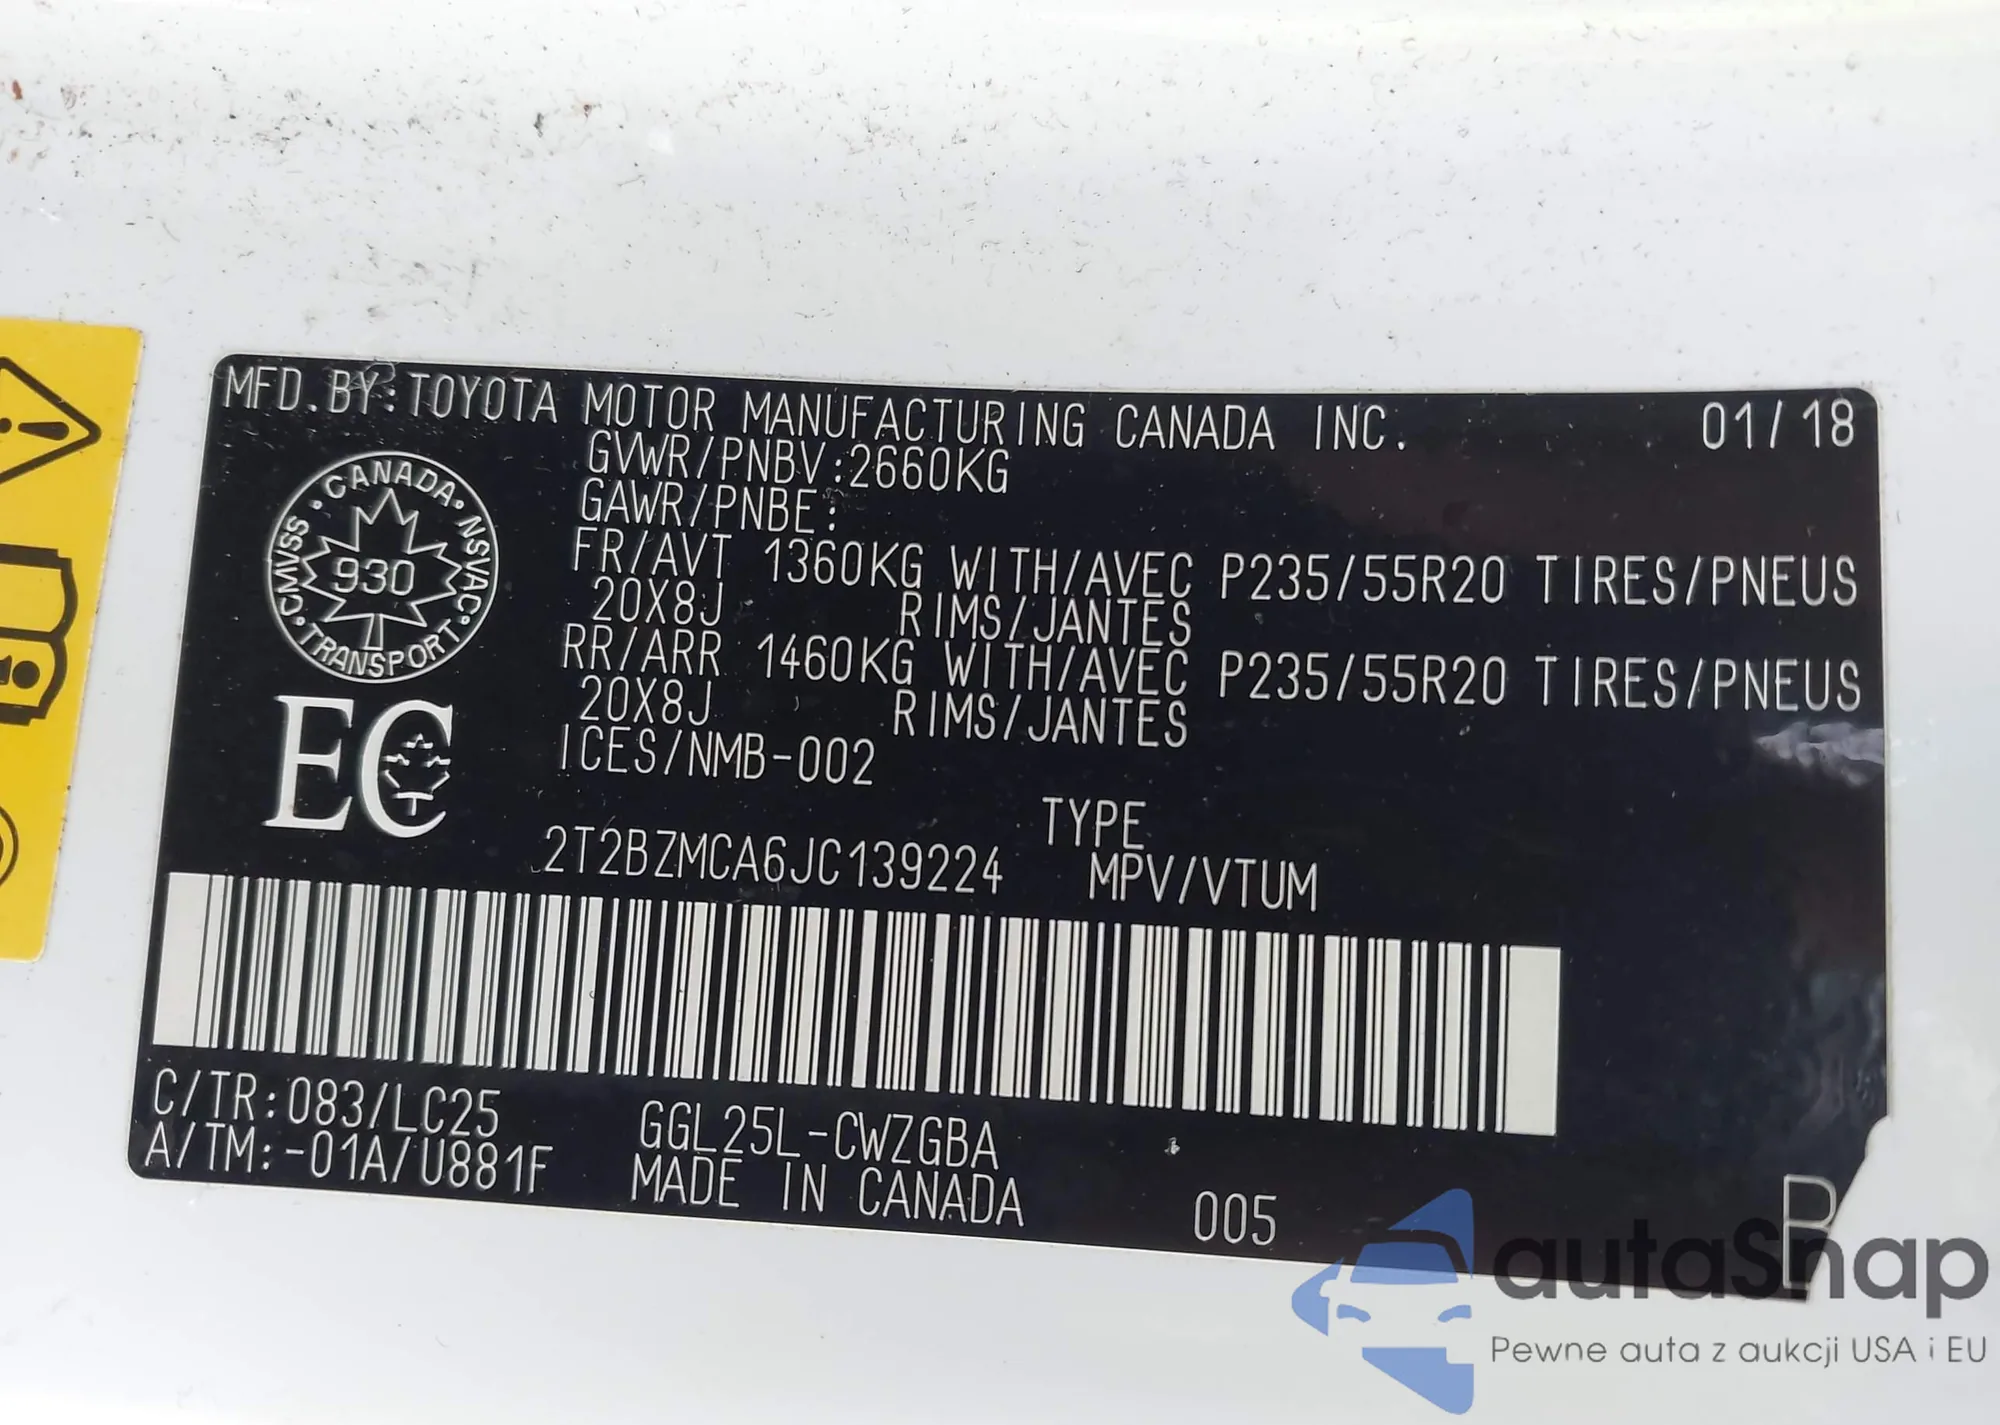 MFD.BY:TOYOTA MOTOR MANUFACTURING CANADA INC. 01/18
GVWR/PNBV:2660KG
GAWR/PNBE:
FR/AVT 1360KG WITH/AVEC P235/55R20 TIRES/PNEUS
20X8J RIMS/JANTES
RR/ARR 1460KG WITH/AVEC P235/55R20 TIRES/PNEUS
20X8J RIMS/JANTES
ICES/NMB-002
CANADA • NSVAC • TRANSPORT • CMVSS •
930
EC
TYPE
2T2BZMCA6JC139224 MPV/VTUM
C/TR:083/LC25 GGL25L-CWZGBA
A/TM:-01A/U881F MADE IN CANADA 005
B
autoSnap
Pewne auta z aukcji USA i EU